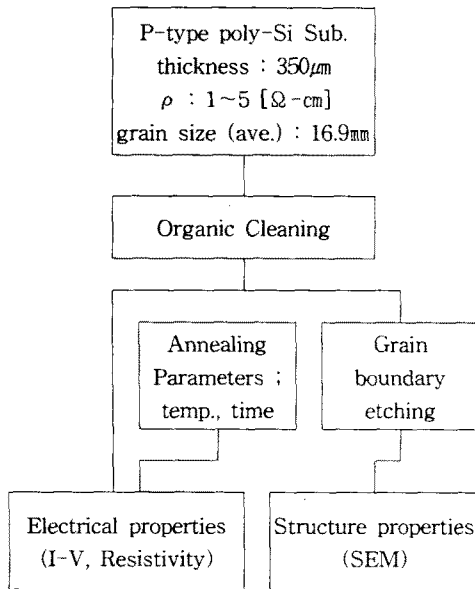 P-type poly-Si Sub.
thickness : 350㎛
ρ : 1~5 [Ω-cm]
grain size (ave.) : 16.9㎜
Organic Cleaning
Annealing
Parameters ;
temp., time
Grain
boundary
etching
Electrical properties
(I-V, Resistivity)
Structure properties
(SEM)